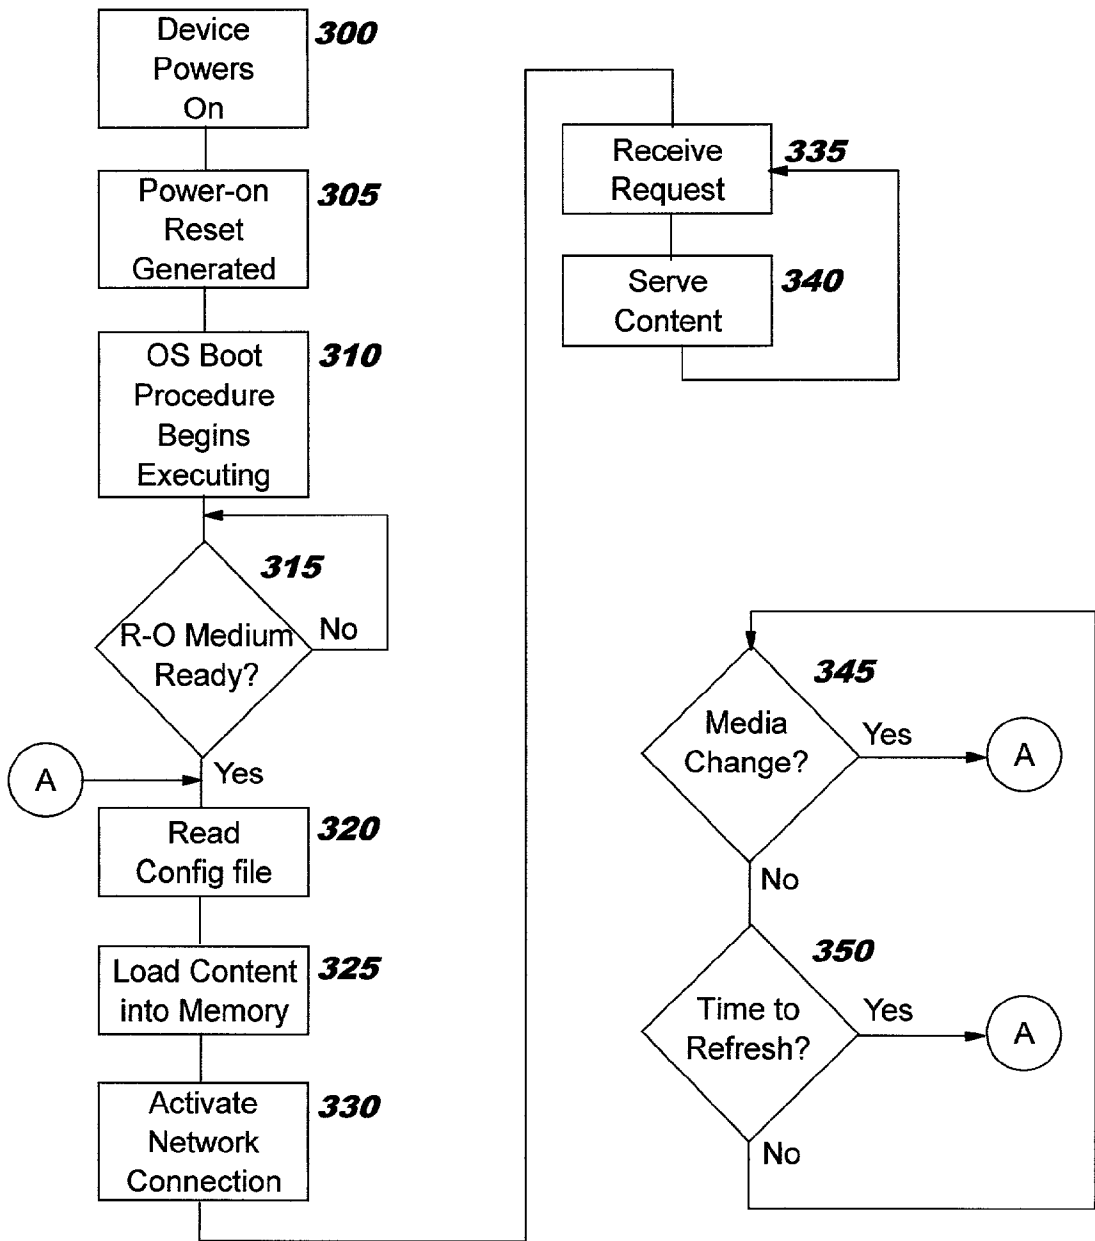 Device
Powers
On
300
Power-on
Reset
Generated
305
OS Boot
Procedure
Begins
Executing
310
315
R-O Medium
Ready?
No
Yes
A
Read
Config file
320
Load Content
into Memory
325
Activate
Network
Connection
330
Receive
Request
335
Serve
Content
340
345
Media
Change?
Yes
A
No
350
Time to
Refresh?
Yes
A
No